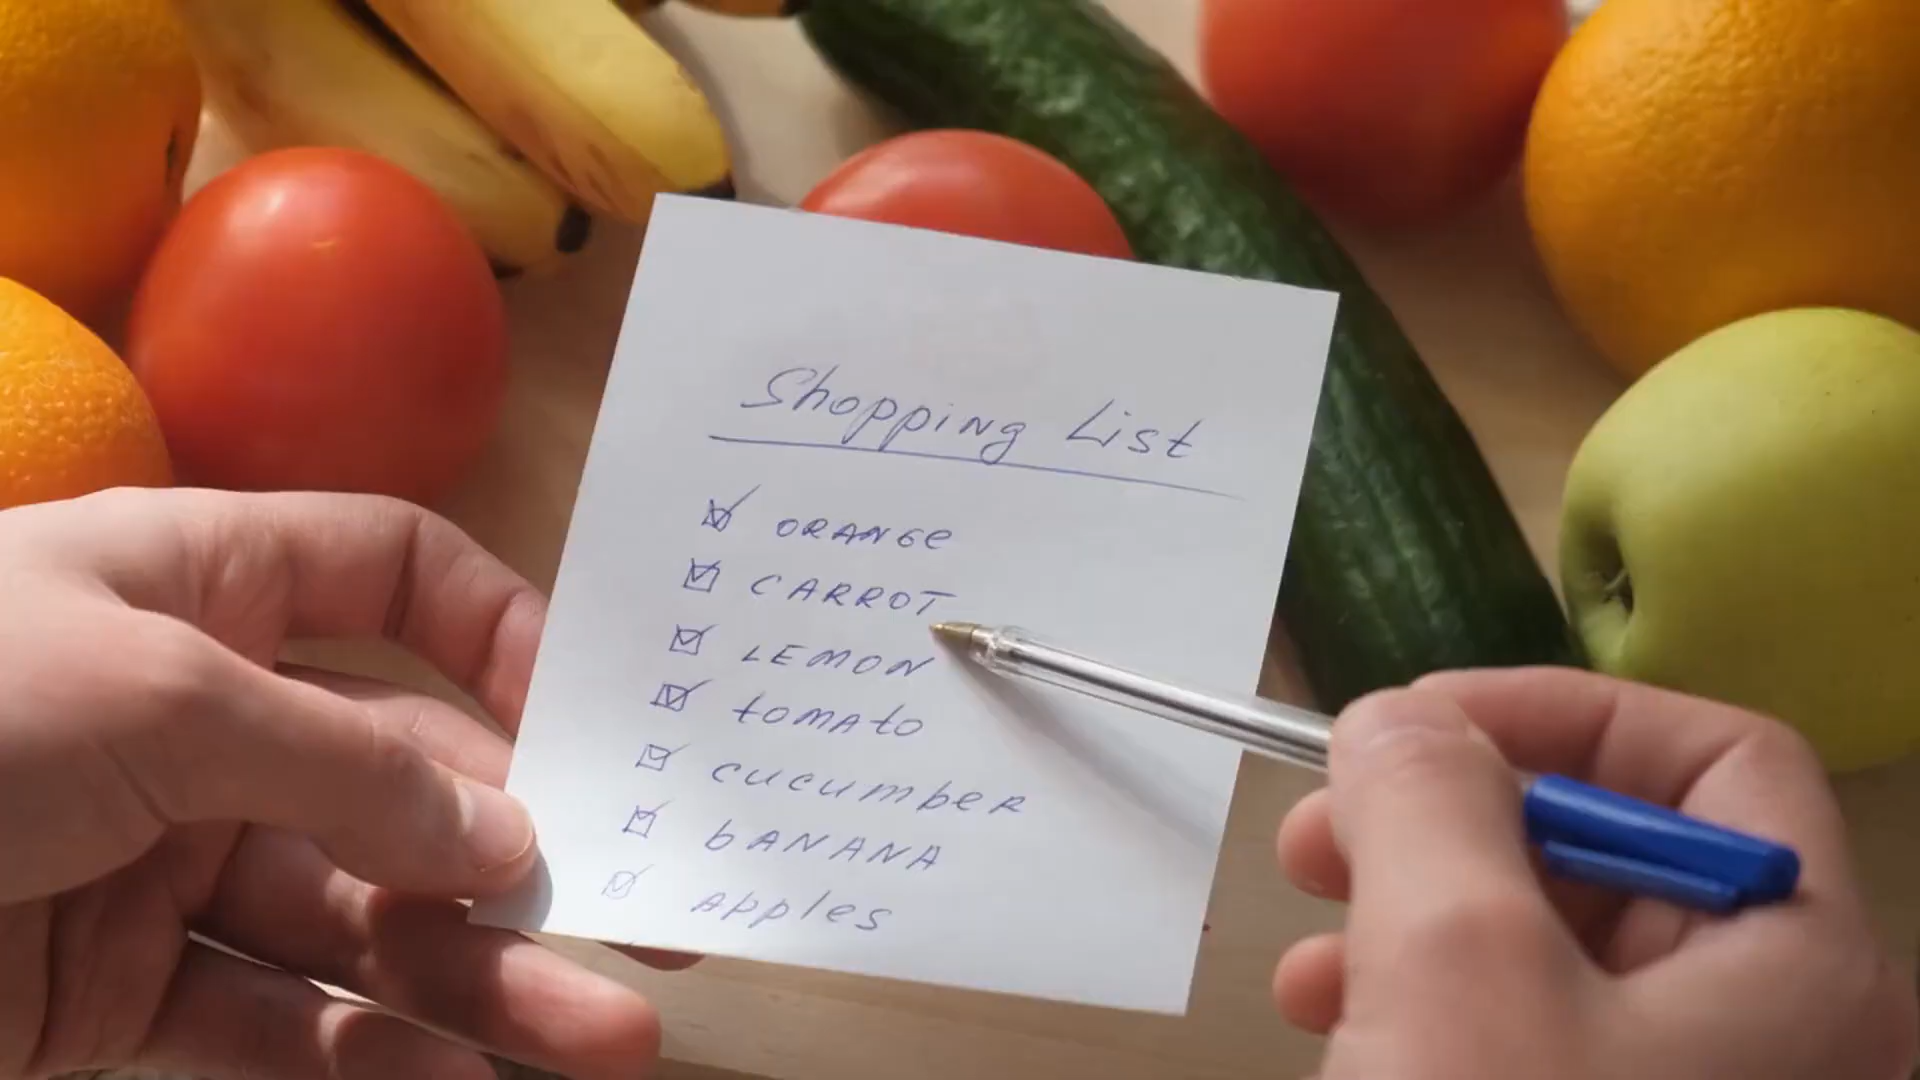 Shopping List
ORANGe
CARROT
LEMON
tomAto
cucumbeR
bANANA
Apples